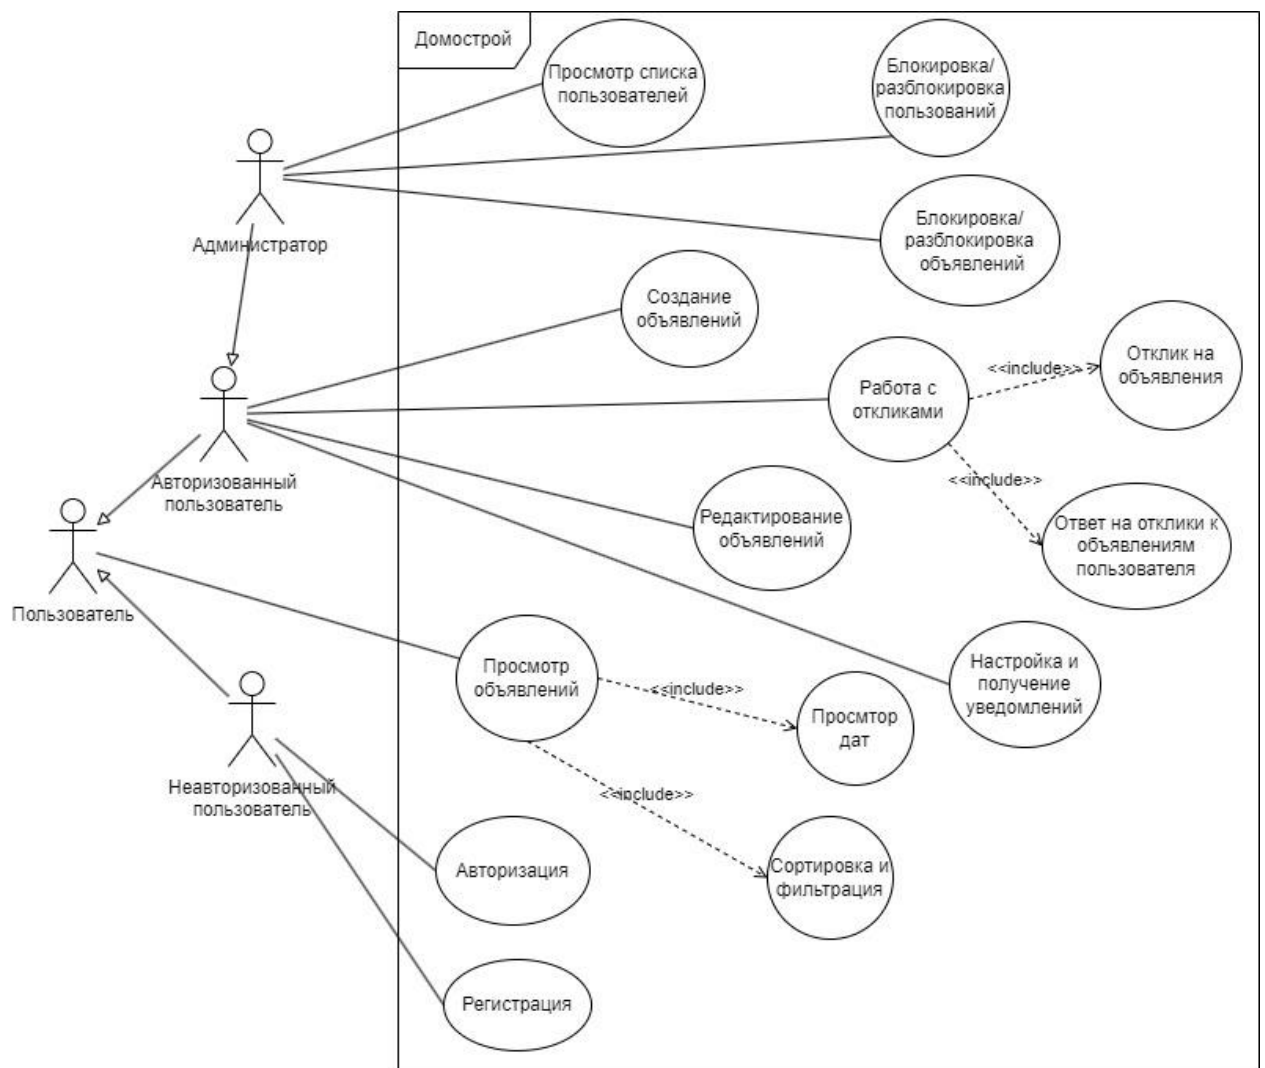 Домострой
Просмотр списка
пользователей
Блокировка/
разблокировка
пользований
Администратор
Блокировка/
разблокировка
объявлений
Создание
объявлений
Работа с
откликами
<<include>>
Отклик на
объявления
<<include>>
Авторизованный
пользователь
Редактирование
объявлений
Ответ на отклики к
объявлениям
пользователя
Пользователь
Просмотр
объявлений
<<include>>
Настройка и
получение
уведомлений
Просмтор
дат
Неавторизованный
пользователь
<<include>>
Авторизация
Сортировка и
фильтрация
Регистрация